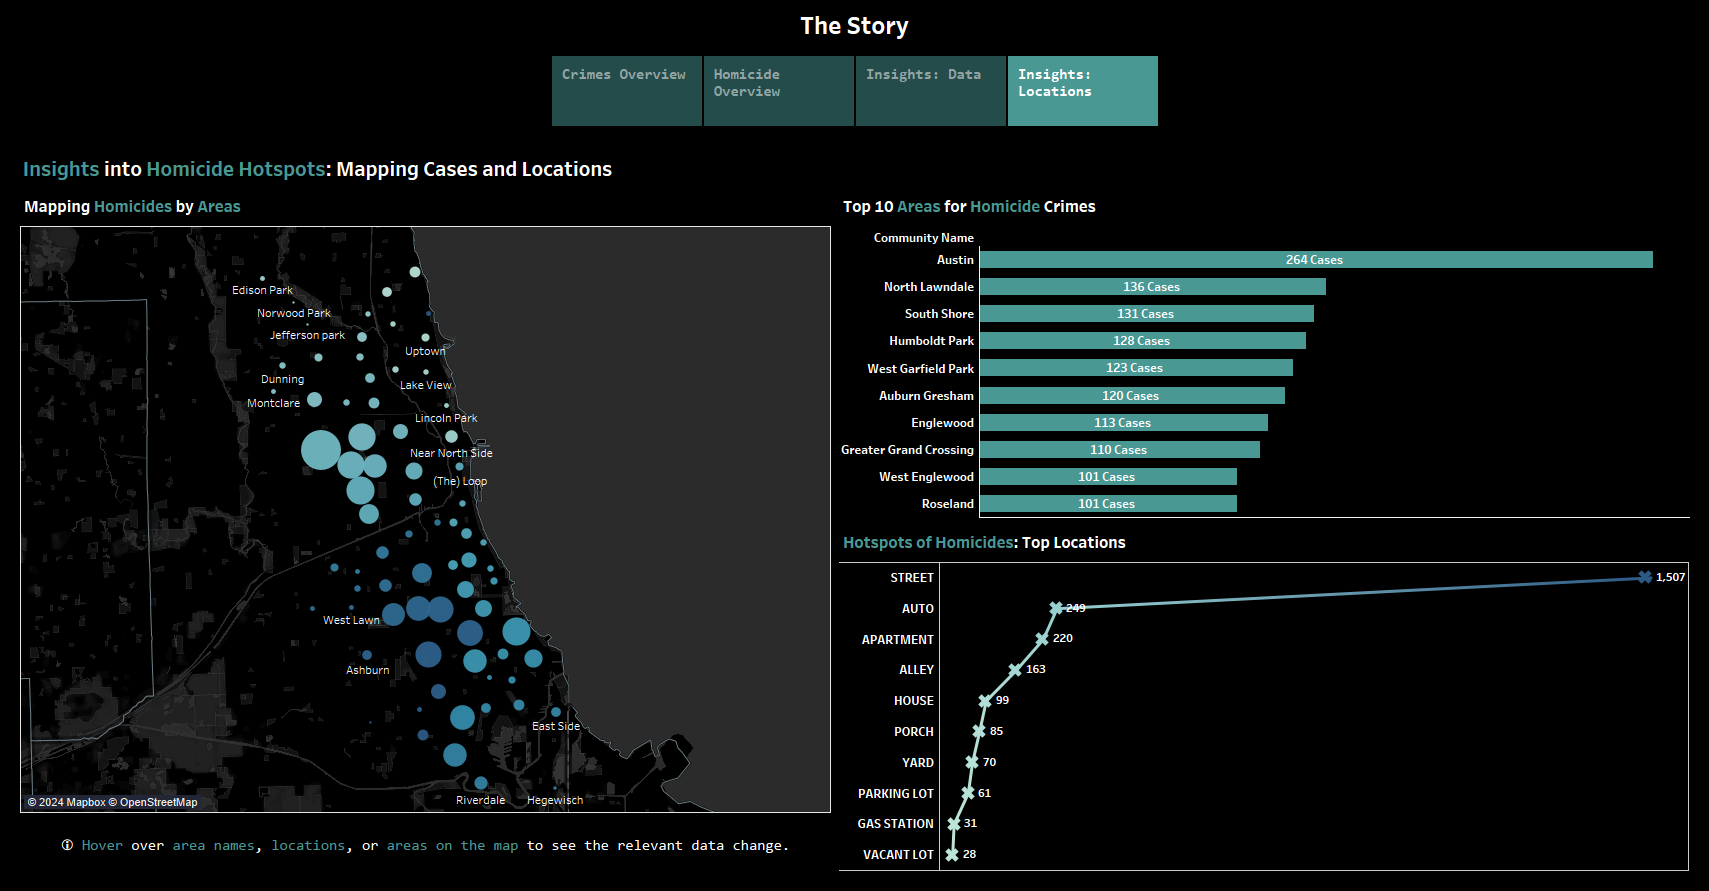 The Story
Crimes Overview
Homicide
Overview
Insights: Data
Insights:
Locations
Insights into Homicide Hotspots: Mapping Cases and Locations
Mapping Homicides by Areas
Edison Park
Norwood Park
Jefferson park
Uptown
Dunning
Lake View
Montclare
Lincoln Park
Near North Side
(The) Loop
West Lawn
Ashburn
East Side
Riverdale
Hegewisch
© 2024 Mapbox © OpenStreetMap
Hover over area names, locations, or areas on the map to see the relevant data change.
Top 10 Areas for Homicide Crimes
Community Name
Austin 264 Cases
North Lawndale 136 Cases
South Shore 131 Cases
Humboldt Park 128 Cases
West Garfield Park 123 Cases
Auburn Gresham 120 Cases
Englewood 113 Cases
Greater Grand Crossing 110 Cases
West Englewood 101 Cases
Roseland 101 Cases
Hotspots of Homicides: Top Locations
STREET 1,507
AUTO 249
APARTMENT 220
ALLEY 163
HOUSE 99
PORCH 85
YARD 70
PARKING LOT 61
GAS STATION 31
VACANT LOT 28